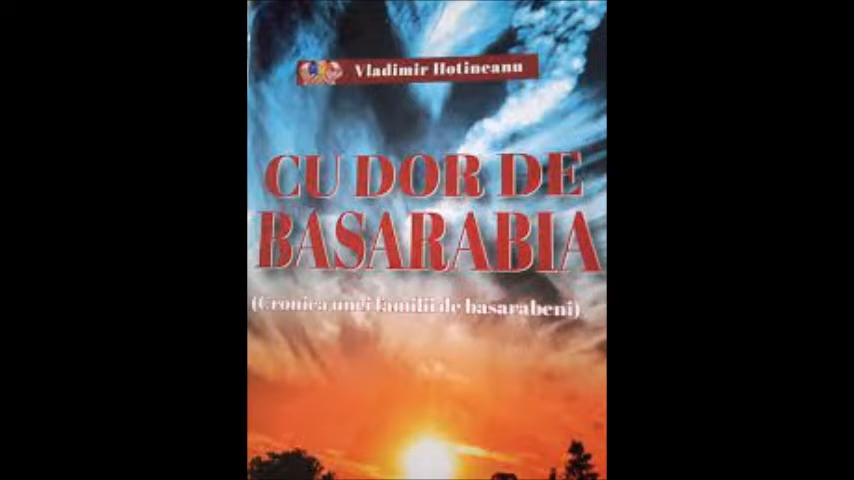 Vladimir Hotineanu
CU DOR DE
BASARABIA
(Cronica unei familii de basarabeni)